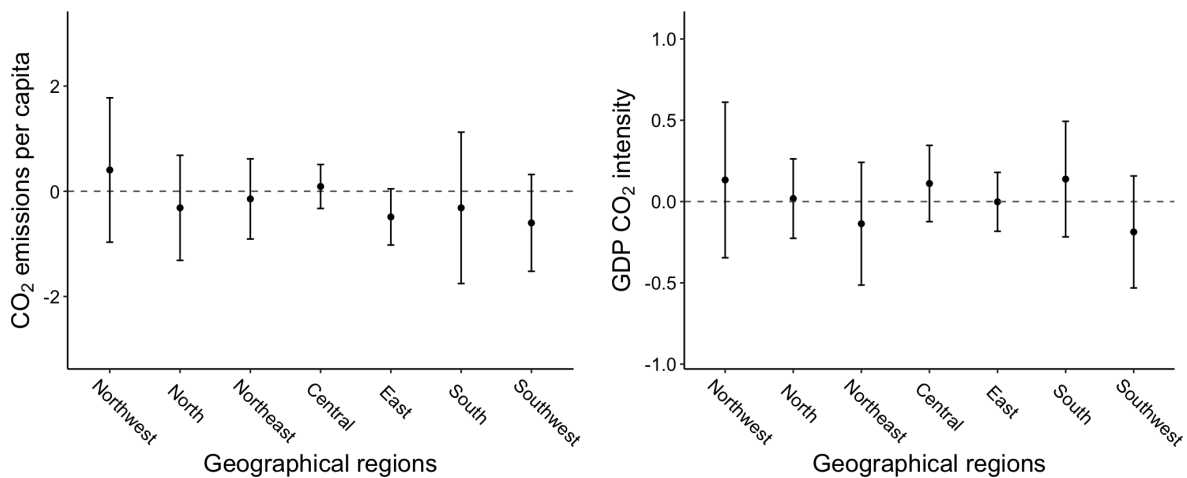 CO₂ emissions per capita
2
0
-2
Northwest
North
Northeast
Central
East
South
Southwest
Geographical regions
GDP CO₂ intensity
1.0
0.5
0.0
-0.5
-1.0
Northwest
North
Northeast
Central
East
South
Southwest
Geographical regions